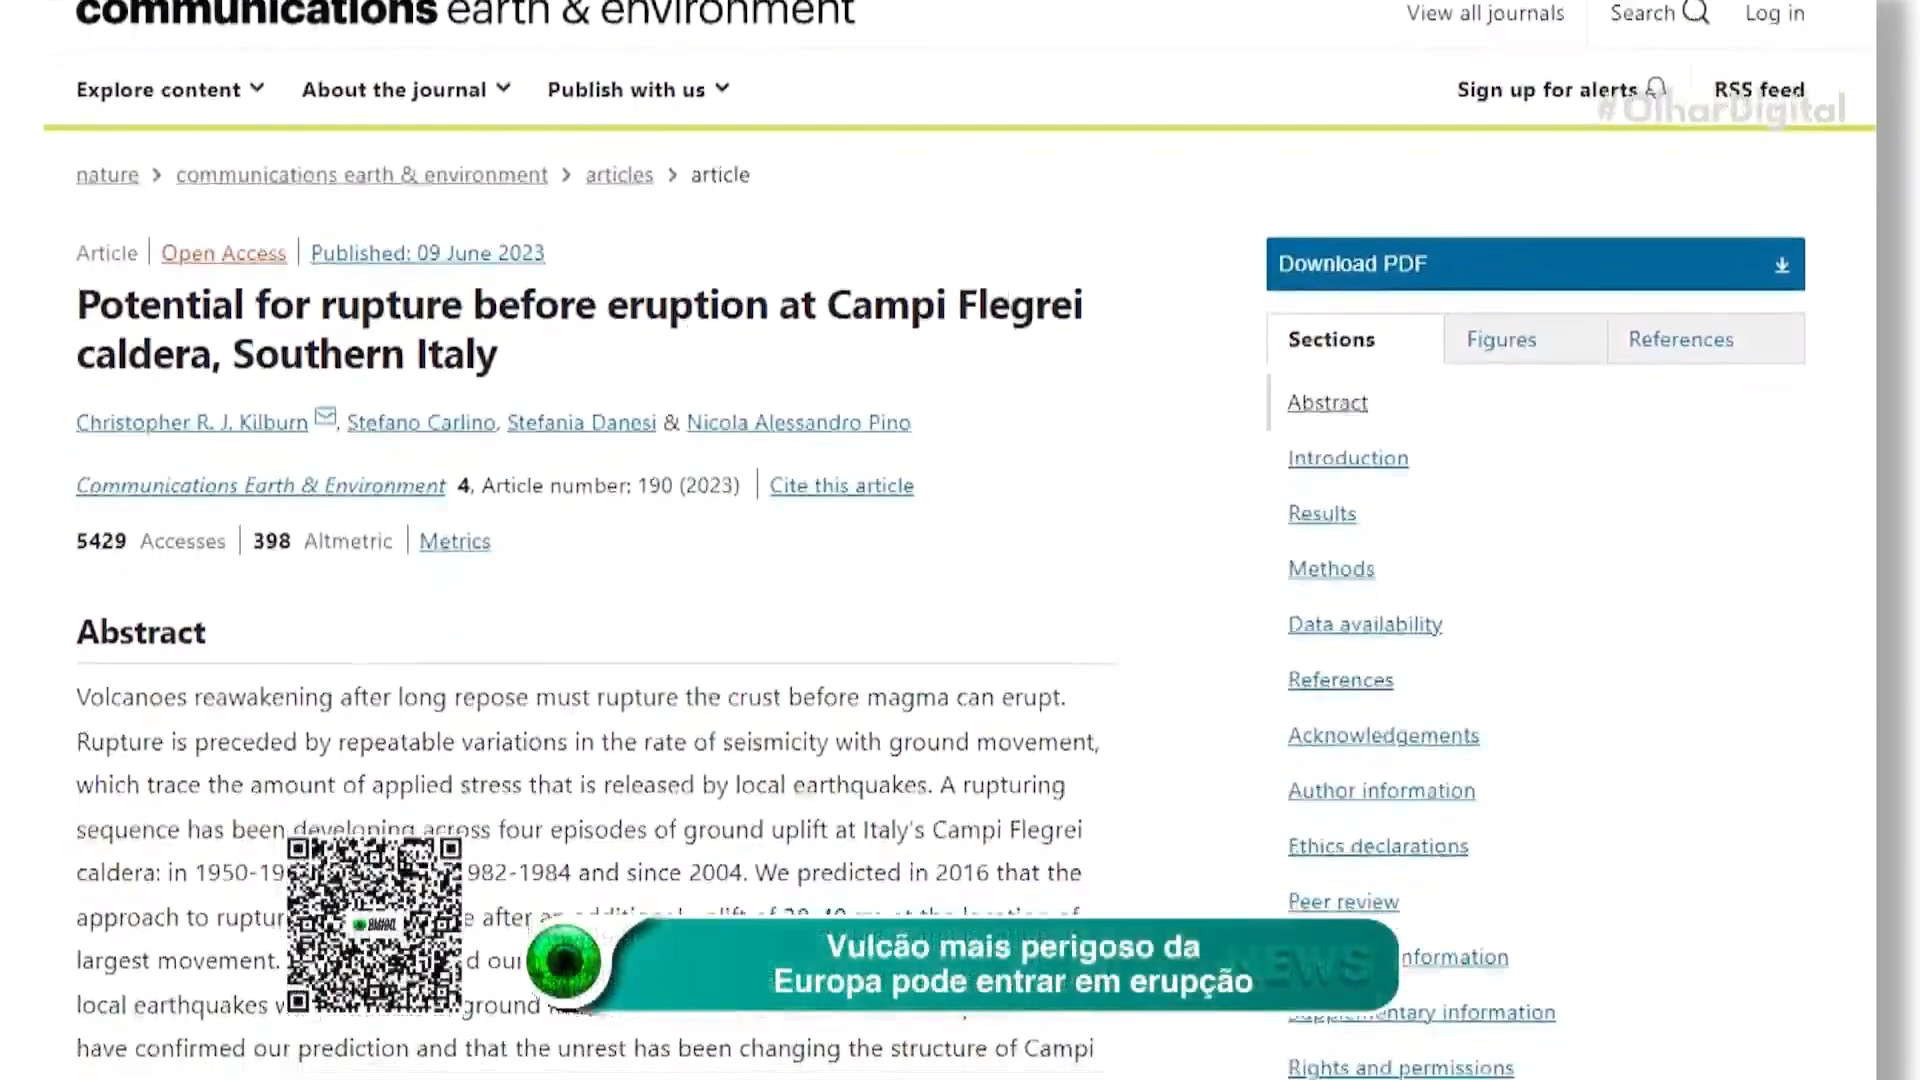 communications earth & environment
View all journals Search Log in
Explore content About the journal Publish with us Sign up for alerts RSS feed
#OlharDigital
nature > communications earth & environment > articles > article
Article Open Access Published: 09 June 2023
Potential for rupture before eruption at Campi Flegrei
caldera, Southern Italy
Christopher R. J. Kilburn, Stefano Carlino, Stefania Danesi & Nicola Alessandro Pino
Communications Earth & Environment 4, Article number: 190 (2023) Cite this article
5429 Accesses 398 Altmetric Metrics
Abstract
Volcanoes reawakening after long repose must rupture the crust before magma can erupt.
Rupture is preceded by repeatable variations in the rate of seismicity with ground movement,
which trace the amount of applied stress that is released by local earthquakes. A rupturing
sequence has been developing across four episodes of ground uplift at Italy's Campi Flegrei
caldera: in 1950-19 982-1984 and since 2004. We predicted in 2016 that the
approach to ruptur e after
largest movement. d our
local earthquakes ground
have confirmed our prediction and that the unrest has been changing the structure of Campi
Download PDF
Sections Figures References
Abstract
Introduction
Results
Methods
Data availability
References
Acknowledgements
Author information
Ethics declarations
Peer review
nformation
entary information
Rights and permissions
Vulcão mais perigoso da
Europa pode entrar em erupção
NEWS